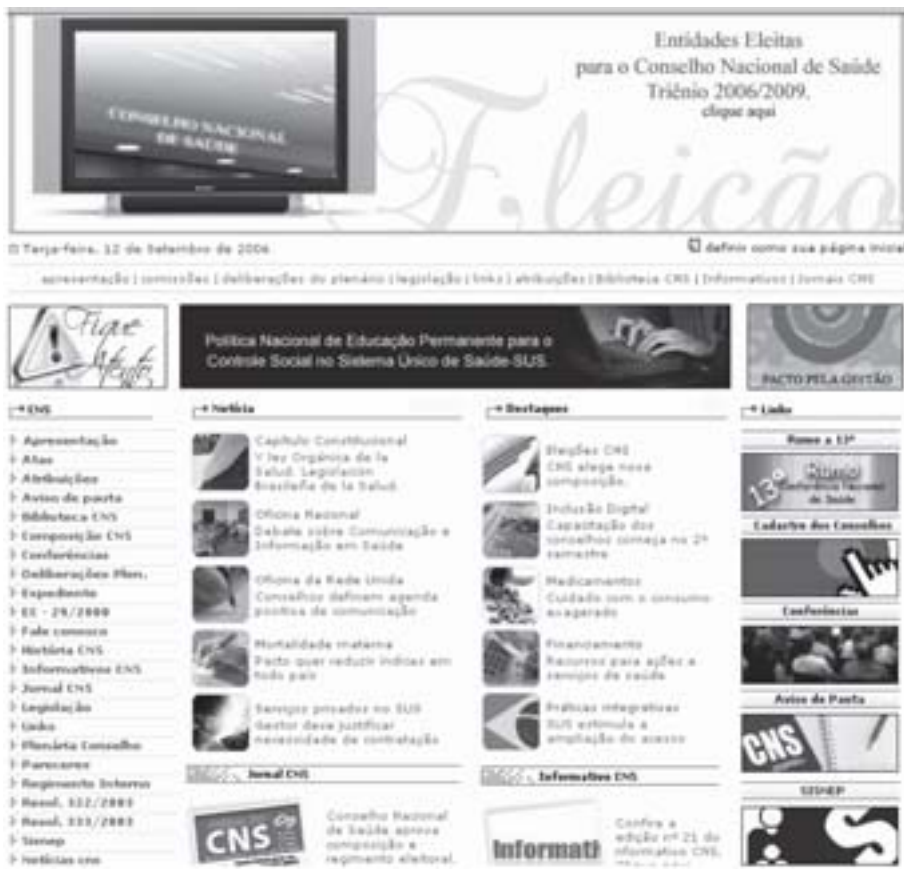 Entidades Eleitas
para o Conselho Nacional de Saúde
Triênio 2006/2009.
clique aqui
CONSELHO NACIONAL
DE SAÚDE
Eleição
Terça-feira, 12 de Setembro de 2006
definir como sua página inicial
apresentação | comissões | deliberações do plenário | legislação | links | atribuições | Biblioteca CNS | Informativos | Jornais CNS
Fique Atento
Política Nacional de Educação Permanente para o
Controle Social no Sistema Único de Saúde-SUS.
PACTO PELA GESTÃO
CNS
Apresentação
Atas
Atribuições
Aviso de pauta
Biblioteca CNS
Composição CNS
Conferências
Deliberações Plen.
Expediente
EC - 29/2000
Fale conosco
História CNS
Informativos CNS
Jornal CNS
Legislação
Links
Plenária Conselho
Pareceres
Regimento Interno
Resol. 322/2003
Resol. 333/2003
Sisnep
Notícias cns
Notícia
Capítulo Constitucional
Y ley Orgánica de la
Salud. Legislación
Brasileña de la Salud.
Oficina Nacional
Debate sobre Comunicação e
Informação em Saúde
Oficina da Rede Unida
Conselhos definem agenda
positiva de comunicação
Mortalidade materna
Pacto quer reduzir índices em
todo país
Serviços privados no SUS
Gestor deve justificar
necessidade de contratação
Jornal CNS
CNS
Conselho Nacional
de Saúde aprova
composição e
regimento eleitoral.
Destaques
Eleições CNS
CNS elege nova
composição.
Inclusão Digital
Capacitação dos
conselhos começa no 2º
semestre
Medicamentos
Cuidado com o consumo
exagerado
Financiamento
Recursos para ações e
serviços de saúde
Práticas integrativas
SUS estimula a
ampliação do acesso
Informativo CNS
Informati
Confira a
edição nº 21 do
informativo CNS.
Links
Rumo a 13ª
13ª Rumo
Conferência Nacional
de Saúde
Cadastro dos Conselhos
Conferências
Aviso de Pauta
CNS
SISNEP